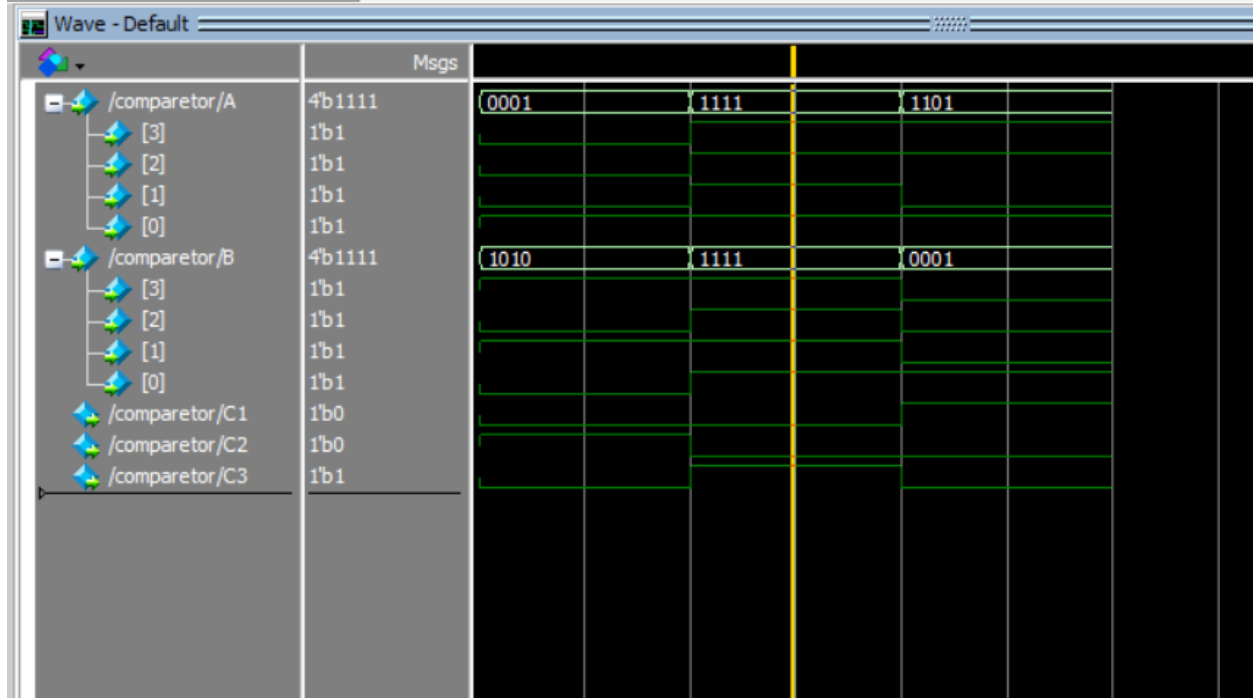 Wave - Default
Msgs
/comparetor/A 4'b1111 0001 1111 1101
[3] 1'b1
[2] 1'b1
[1] 1'b1
[0] 1'b1
/comparetor/B 4'b1111 1010 1111 0001
[3] 1'b1
[2] 1'b1
[1] 1'b1
[0] 1'b1
/comparetor/C1 1'b0
/comparetor/C2 1'b0
/comparetor/C3 1'b1